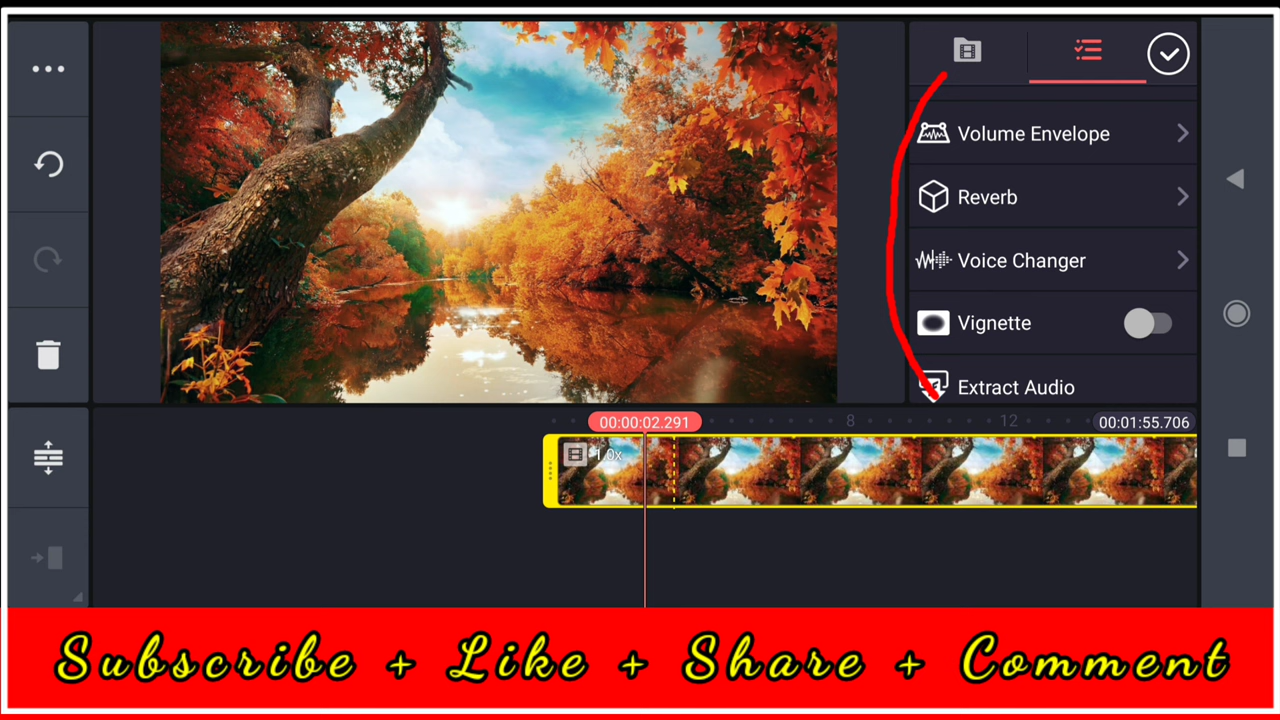 Volume Envelope
Reverb
Voice Changer
Vignette
Extract Audio
00:00:02.291
8
12
00:01:55.706
1.0x
Subscribe + Like + Share + Comment